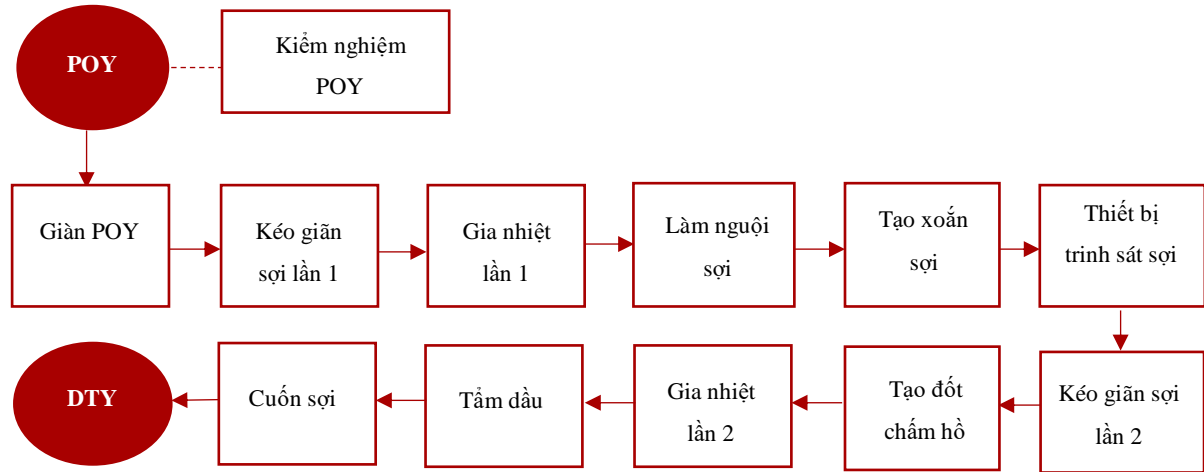 POY
Kiểm nghiệm
POY
Giàn POY
Kéo giãn
sợi lần 1
Gia nhiệt
lần 1
Làm nguội
sợi
Tạo xoắn
sợi
Thiết bị
trinh sát sợi
Kéo giãn sợi
lần 2
Tạo đốt
chấm hồ
Gia nhiệt
lần 2
Tẩm dầu
Cuốn sợi
DTY